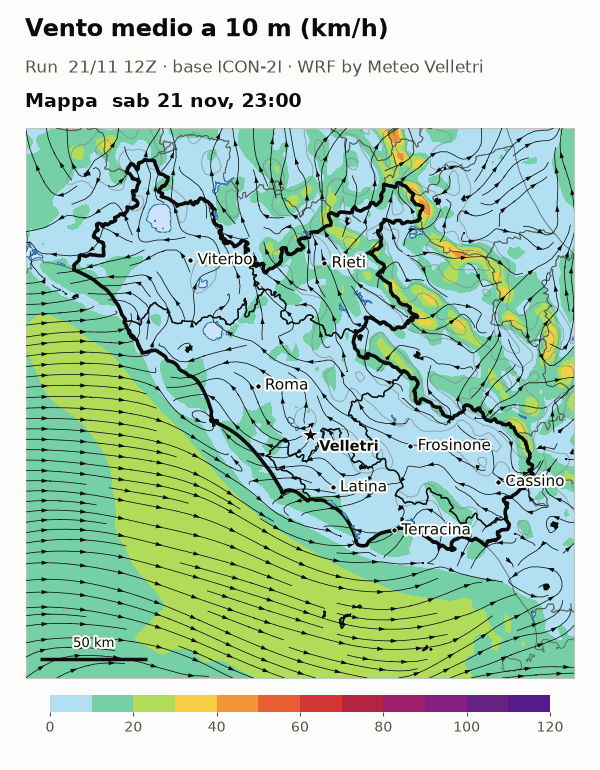 Vento medio a 10 m (km/h)
Run  21/11 12Z · base ICON-2I · WRF by Meteo Velletri
Mappa  sab 21 nov, 23:00
Viterbo
Rieti
Roma
Velletri
Frosinone
Latina
Cassino
Terracina
50 km
0 20 40 60 80 100 120